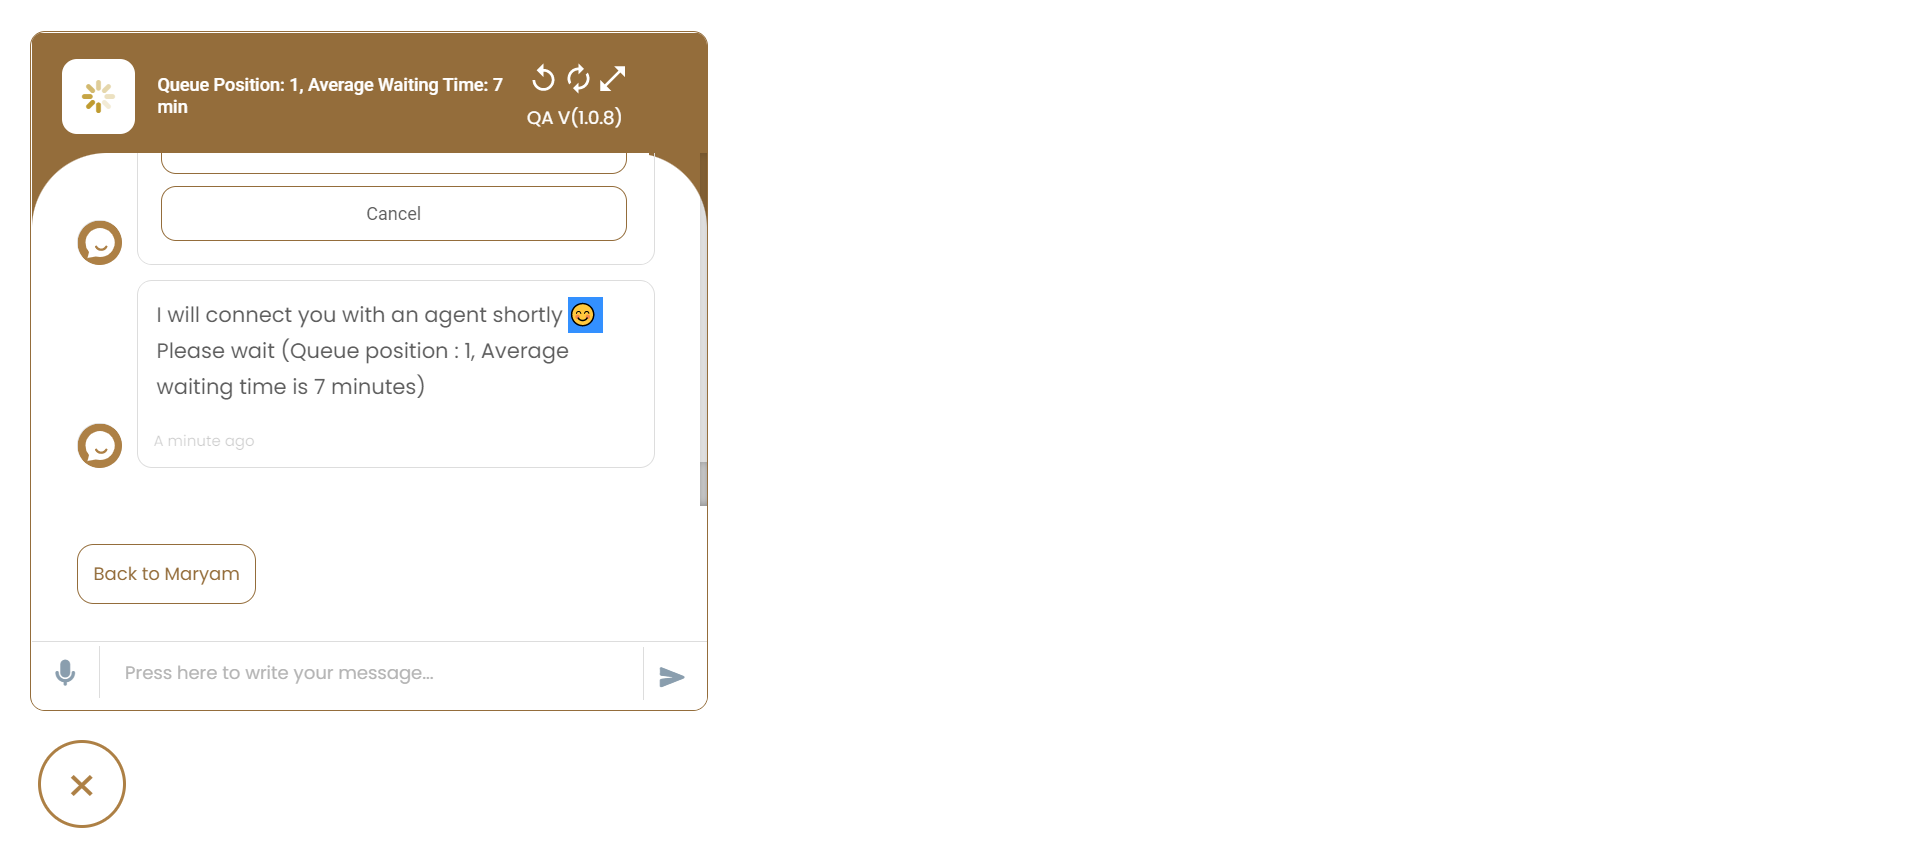 Queue Position: 1, Average Waiting Time: 7
min
QA V(1.0.8)
Cancel
I will connect you with an agent shortly 😊
Please wait (Queue position : 1, Average
waiting time is 7 minutes)
A minute ago
Back to Maryam
Press here to write your message...